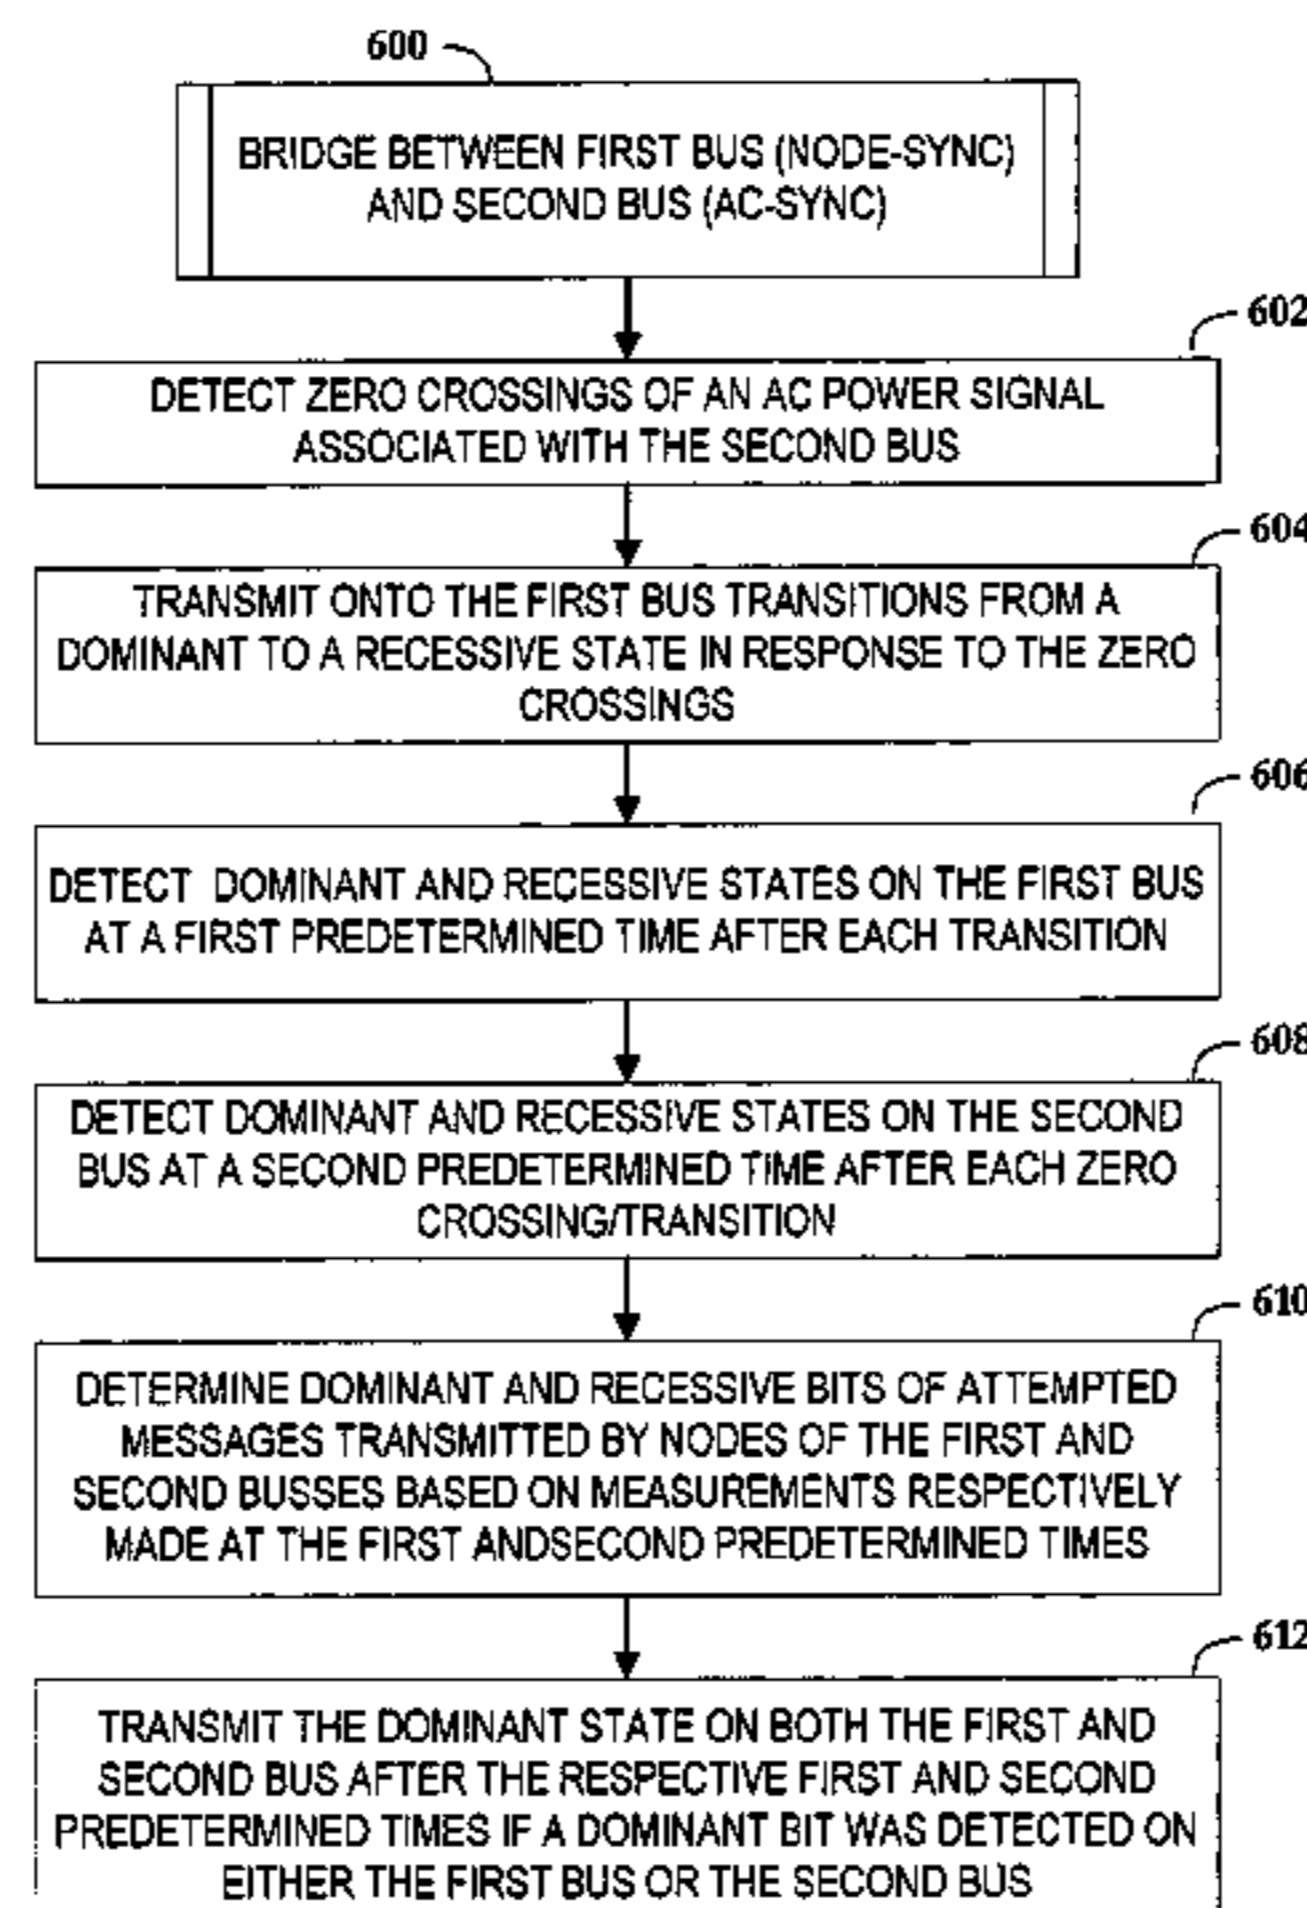 600
BRIDGE BETWEEN FIRST BUS (NODE-SYNC)
AND SECOND BUS (AC-SYNC)
602
DETECT ZERO CROSSINGS OF AN AC POWER SIGNAL
ASSOCIATED WITH THE SECOND BUS
604
TRANSMIT ONTO THE FIRST BUS TRANSITIONS FROM A
DOMINANT TO A RECESSIVE STATE IN RESPONSE TO THE ZERO
CROSSINGS
606
DETECT DOMINANT AND RECESSIVE STATES ON THE FIRST BUS
AT A FIRST PREDETERMINED TIME AFTER EACH TRANSITION
608
DETECT DOMINANT AND RECESSIVE STATES ON THE SECOND
BUS AT A SECOND PREDETERMINED TIME AFTER EACH ZERO
CROSSING/TRANSITION
610
DETERMINE DOMINANT AND RECESSIVE BITS OF ATTEMPTED
MESSAGES TRANSMITTED BY NODES OF THE FIRST AND
SECOND BUSSES BASED ON MEASUREMENTS RESPECTIVELY
MADE AT THE FIRST ANDSECOND PREDETERMINED TIMES
612
TRANSMIT THE DOMINANT STATE ON BOTH THE FIRST AND
SECOND BUS AFTER THE RESPECTIVE FIRST AND SECOND
PREDETERMINED TIMES IF A DOMINANT BIT WAS DETECTED ON
EITHER THE FIRST BUS OR THE SECOND BUS